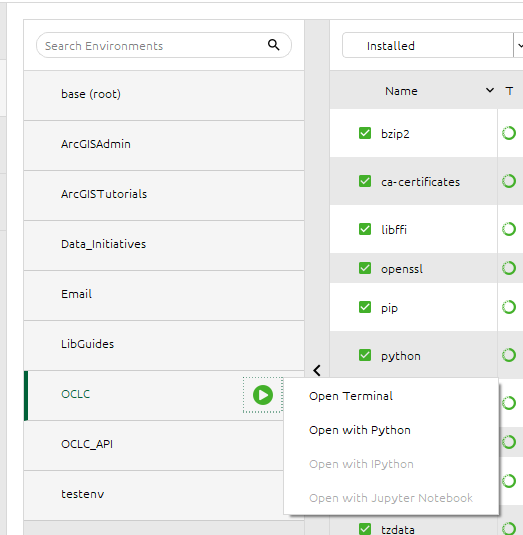 Search Environments
Installed
base (root)
ArcGISAdmin
ArcGISTutorials
Data_Initiatives
Email
LibGuides
OCLC
OCLC_API
testenv
Name
T
bzip2
ca-certificates
libffi
openssl
pip
python
tzdata
Open Terminal
Open with Python
Open with IPython
Open with Jupyter Notebook